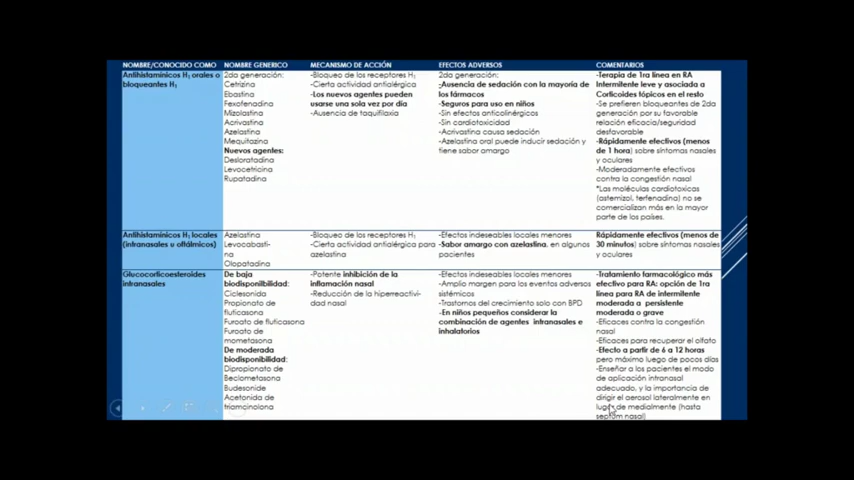 NOMBRE/CONOCIDO COMO NOMBRE GENERICO MECANISMO DE ACCIÓN EFECTOS ADVERSOS COMENTARIOS
Antihistamínicos H1 orales o
bloqueantes H1
2da generación:
Cetrizina
Ebastina
Fexofenadina
Mizolastina
Acrivastina
Azelastina
Mequitazina
Nuevos agentes:
Desloratadina
Levocetricina
Rupatadina
-Bloqueo de los receptores H1
-Cierta actividad antialérgica
-Los nuevos agentes pueden
usarse una sola vez por día
-Ausencia de taquifilaxia
2da generación:
-Ausencia de sedación con la mayoría de
los fármacos
-Seguros para uso en niños
-Sin efectos anticolinérgicos
-Sin cardiotoxicidad
-Acrivastina causa sedación
-Azelastina oral puede inducir sedación y
tiene sabor amargo
-Terapia de 1ra línea en RA
Intermitente leve y asociada a
Corticoides tópicos en el resto
-Se prefieren bloqueantes de 2da
generación por su favorable
relación eficacia/seguridad
desfavorable
-Rápidamente efectivos (menos
de 1 hora) sobre síntomas nasales
y oculares
-Moderadamente efectivos
contra la congestión nasal
*Las moléculas cardiotoxicas
(astemizol, terfenadina) no se
comercializan más en la mayor
parte de los países.
Antihistamínicos H1 locales
(intranasales u oftálmicos)
Azelastina
Levocabasti-
na
Olopatadina
-Bloqueo de los receptores H1
-Cierta actividad antialérgica para
azelastina
-Efectos indeseables locales menores
-Sabor amargo con azelastina, en algunos
pacientes
Rápidamente efectivos (menos de
30 minutos) sobre síntomas nasales
y oculares
Glucocorticoesteroides
intranasales
De baja
biodisponibilidad:
Ciclesonida
Propionato de
fluticasona
Furoato de fluticasona
Furoato de
mometasona
De moderada
biodisponibilidad:
Dipropionato de
Beclometasona
Budesonide
Acetonida de
triamcinolona
-Potente inhibición de la
inflamación nasal
-Reducción de la hiperreactivi-
dad nasal
-Efectos indeseables locales menores
-Amplio margen para los eventos adversos
sistémicos
-Trastornos del crecimiento solo con BPD
-En niños pequeños considerar la
combinación de agentes intranasales e
inhalatorios
-Tratamiento farmacológico más
efectivo para RA: opción de 1ra
línea para RA de intermitente
moderada a persistente
moderada o grave
-Eficaces contra la congestión
nasal
-Eficaces para recuperar el olfato
-Efecto a partir de 6 a 12 horas
pero máximo luego de pocos días
-Enseñar a los pacientes el modo
de aplicación intranasal
adecuado, y la importancia de
dirigir el aerosol lateralmente en
lugar de medialmente (hasta
septum nasal)